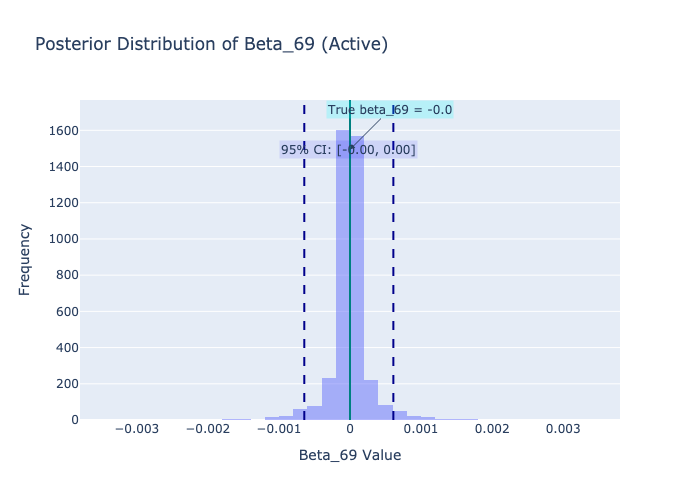 Posterior Distribution of Beta_69 (Active)
True beta_69 = -0.0
95% CI: [-0.00, 0.00]
Frequency
1600
1400
1200
1000
800
600
400
200
0
−0.003 −0.002 −0.001 0 0.001 0.002 0.003
Beta_69 Value